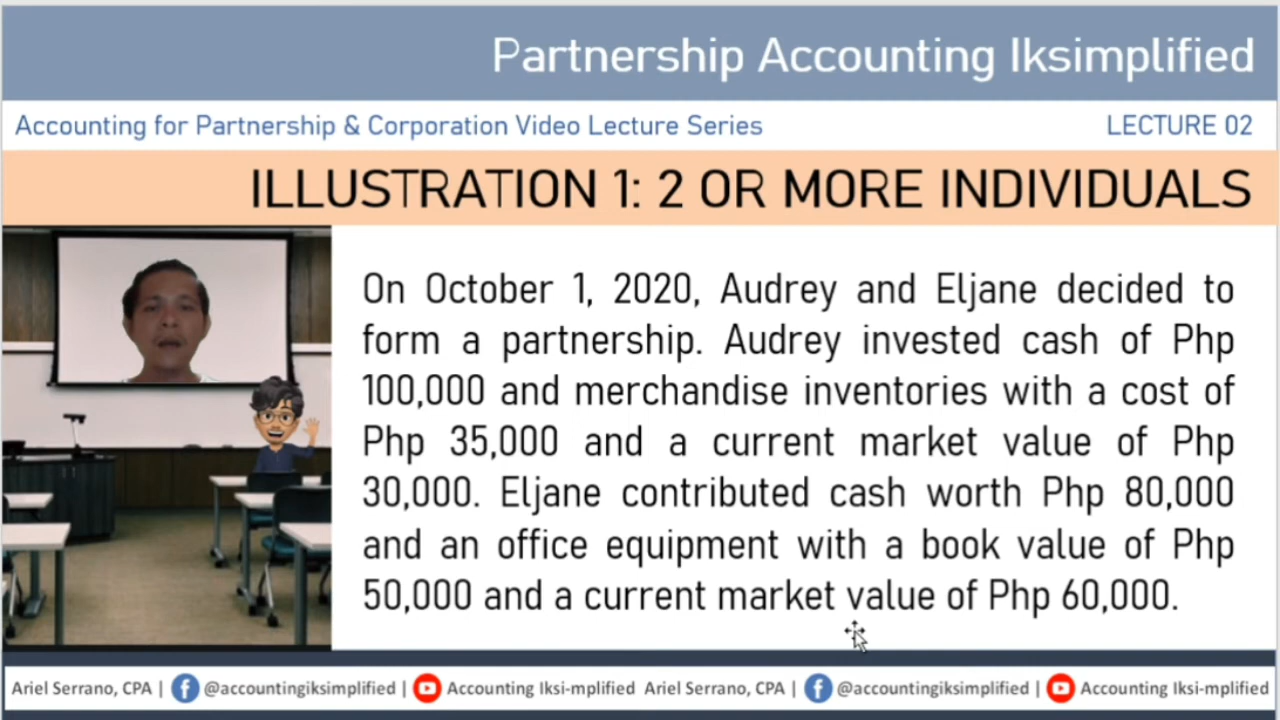 Partnership Accounting Iksimplified
Accounting for Partnership & Corporation Video Lecture Series LECTURE 02
ILLUSTRATION 1: 2 OR MORE INDIVIDUALS
On October 1, 2020, Audrey and Eljane decided to
form a partnership. Audrey invested cash of Php
100,000 and merchandise inventories with a cost of
Php 35,000 and a current market value of Php
30,000. Eljane contributed cash worth Php 80,000
and an office equipment with a book value of Php
50,000 and a current market value of Php 60,000.
Ariel Serrano, CPA | @accountingiksimplified | Accounting Iksi-mplified Ariel Serrano, CPA | @accountingiksimplified | Accounting Iksi-mplified